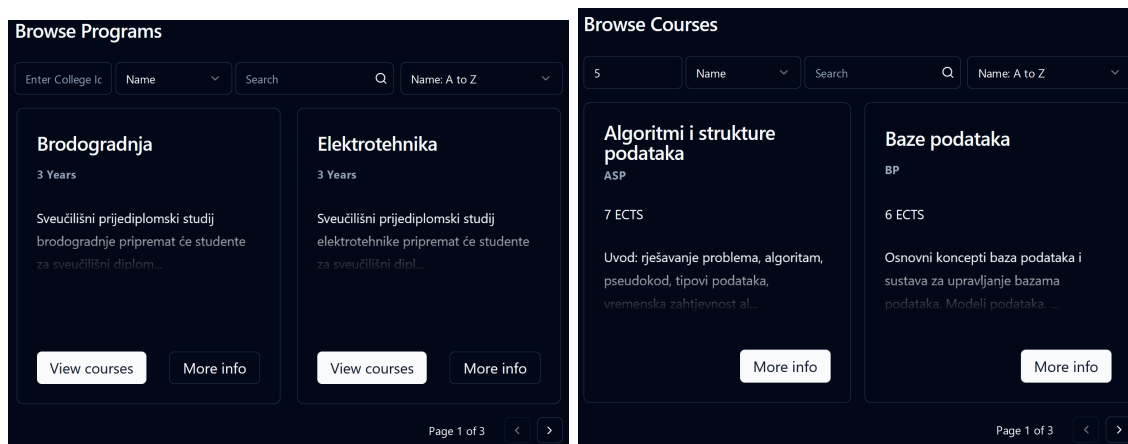 Browse Programs
Enter College Ic
Name
Search
Name: A to Z
Brodogradnja
3 Years
Sveučilišni prijediplomski studij
brodogradnje pripremat će studente
za sveučilišni diplom...
View courses
More info
Elektrotehnika
3 Years
Sveučilišni prijediplomski studij
elektrotehnike pripremat će studente
za sveučilišni dipl...
View courses
More info
Page 1 of 3
Browse Courses
5
Name
Search
Name: A to Z
Algoritmi i strukture
podataka
ASP
7 ECTS
Uvod: rješavanje problema, algoritam,
pseudokod, tipovi podataka,
vremenska zahtjevnost al...
More info
Baze podataka
BP
6 ECTS
Osnovni koncepti baza podataka i
sustava za upravljanje bazama
podataka. Modeli podataka. ...
More info
Page 1 of 3